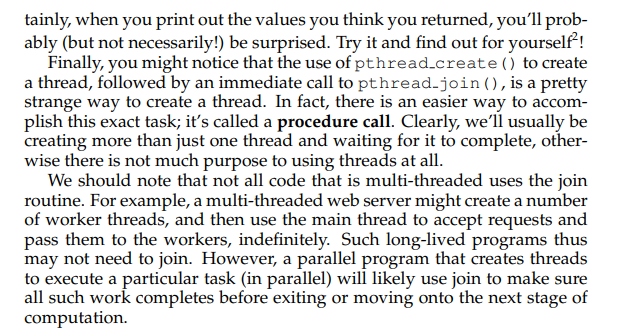 tainly, when you print out the values you think you returned, you'll prob-
ably (but not necessarily!) be surprised. Try it and find out for yourself²!
Finally, you might notice that the use of pthread_create() to create
a thread, followed by an immediate call to pthread_join(), is a pretty
strange way to create a thread. In fact, there is an easier way to accom-
plish this exact task; it's called a procedure call. Clearly, we'll usually be
creating more than just one thread and waiting for it to complete, other-
wise there is not much purpose to using threads at all.
We should note that not all code that is multi-threaded uses the join
routine. For example, a multi-threaded web server might create a number
of worker threads, and then use the main thread to accept requests and
pass them to the workers, indefinitely. Such long-lived programs thus
may not need to join. However, a parallel program that creates threads
to execute a particular task (in parallel) will likely use join to make sure
all such work completes before exiting or moving onto the next stage of
computation.